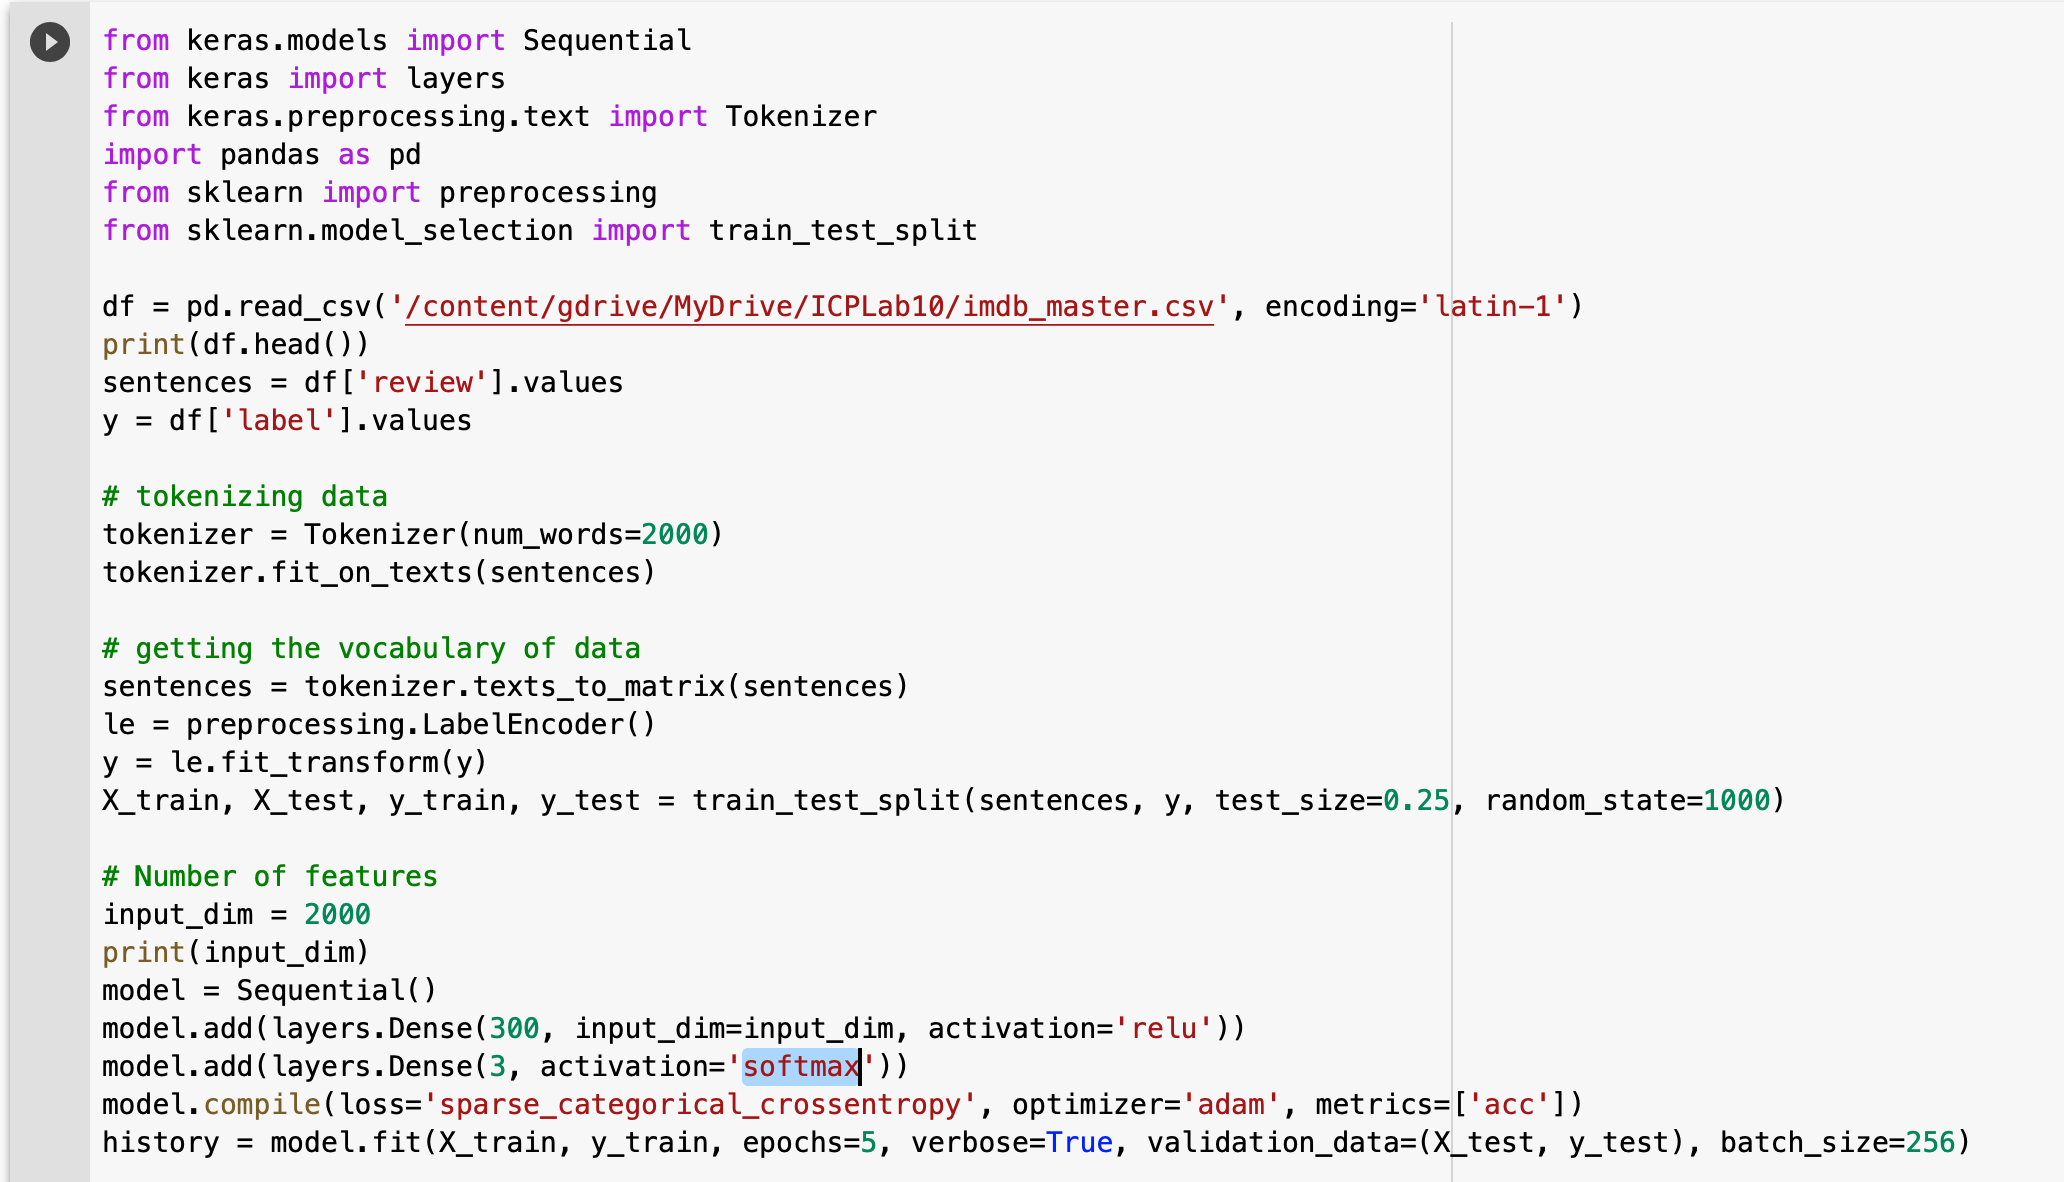 from keras.models import Sequential
from keras import layers
from keras.preprocessing.text import Tokenizer
import pandas as pd
from sklearn import preprocessing
from sklearn.model_selection import train_test_split
df = pd.read_csv('/content/gdrive/MyDrive/ICPLab10/imdb_master.csv', encoding='latin-1')
print(df.head())
sentences = df['review'].values
y = df['label'].values
# tokenizing data
tokenizer = Tokenizer(num_words=2000)
tokenizer.fit_on_texts(sentences)
# getting the vocabulary of data
sentences = tokenizer.texts_to_matrix(sentences)
le = preprocessing.LabelEncoder()
y = le.fit_transform(y)
X_train, X_test, y_train, y_test = train_test_split(sentences, y, test_size=0.25, random_state=1000)
# Number of features
input_dim = 2000
print(input_dim)
model = Sequential()
model.add(layers.Dense(300, input_dim=input_dim, activation='relu'))
model.add(layers.Dense(3, activation='softmax'))
model.compile(loss='sparse_categorical_crossentropy', optimizer='adam', metrics=['acc'])
history = model.fit(X_train, y_train, epochs=5, verbose=True, validation_data=(X_test, y_test), batch_size=256)